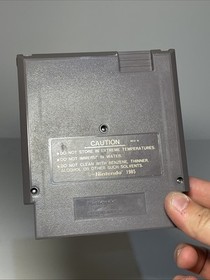 CAUTION
• DO NOT STORE IN EXTREME TEMPERATURES.
• DO NOT IMMERSE IN WATER.
• DO NOT CLEAN WITH BENZENE, THINNER,
ALCOHOL OR OTHER SUCH SOLVENTS.
Nintendo 1985